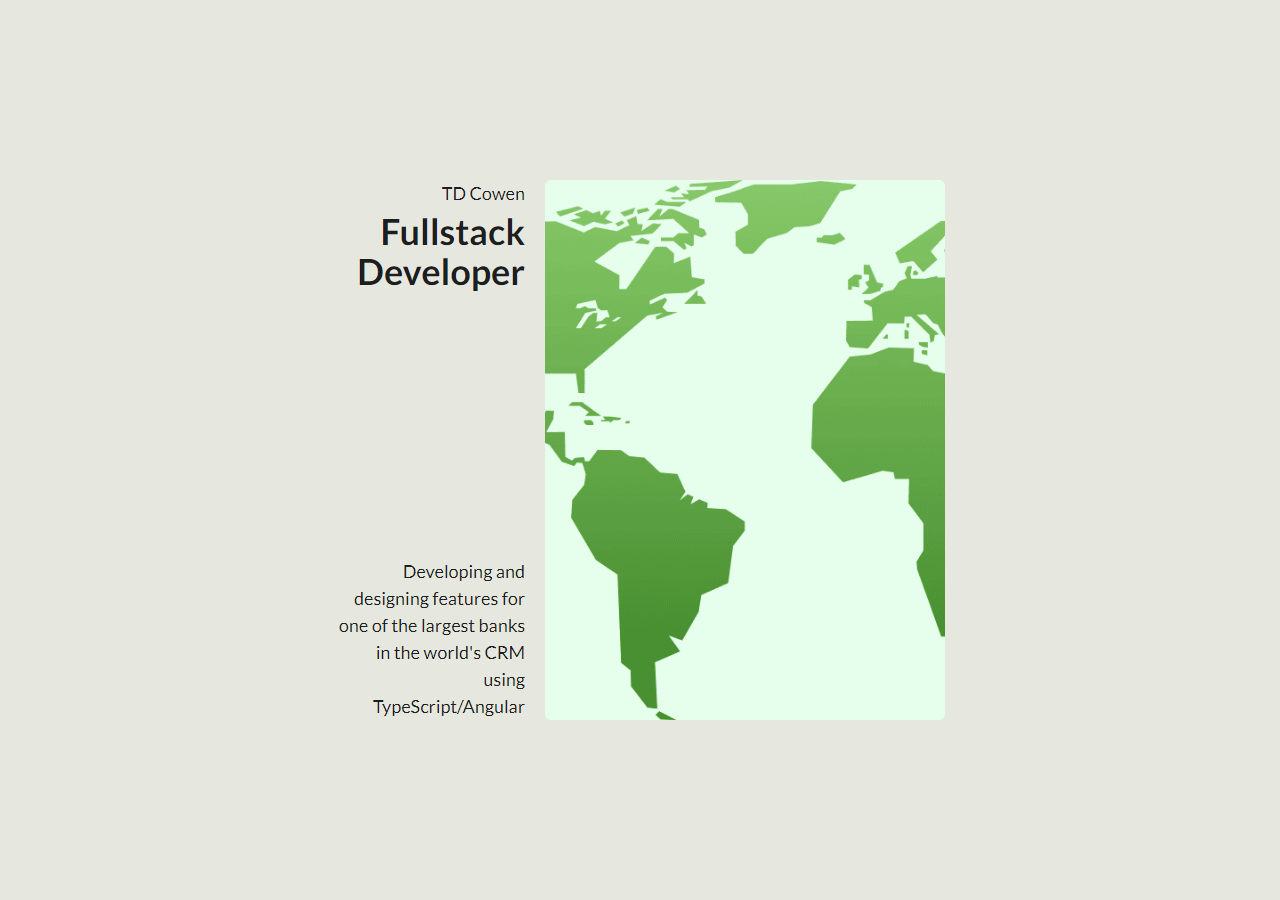 TD Cowen
Fullstack
Developer
Developing and
designing features for
one of the largest banks
in the world's CRM
using
TypeScript/Angular